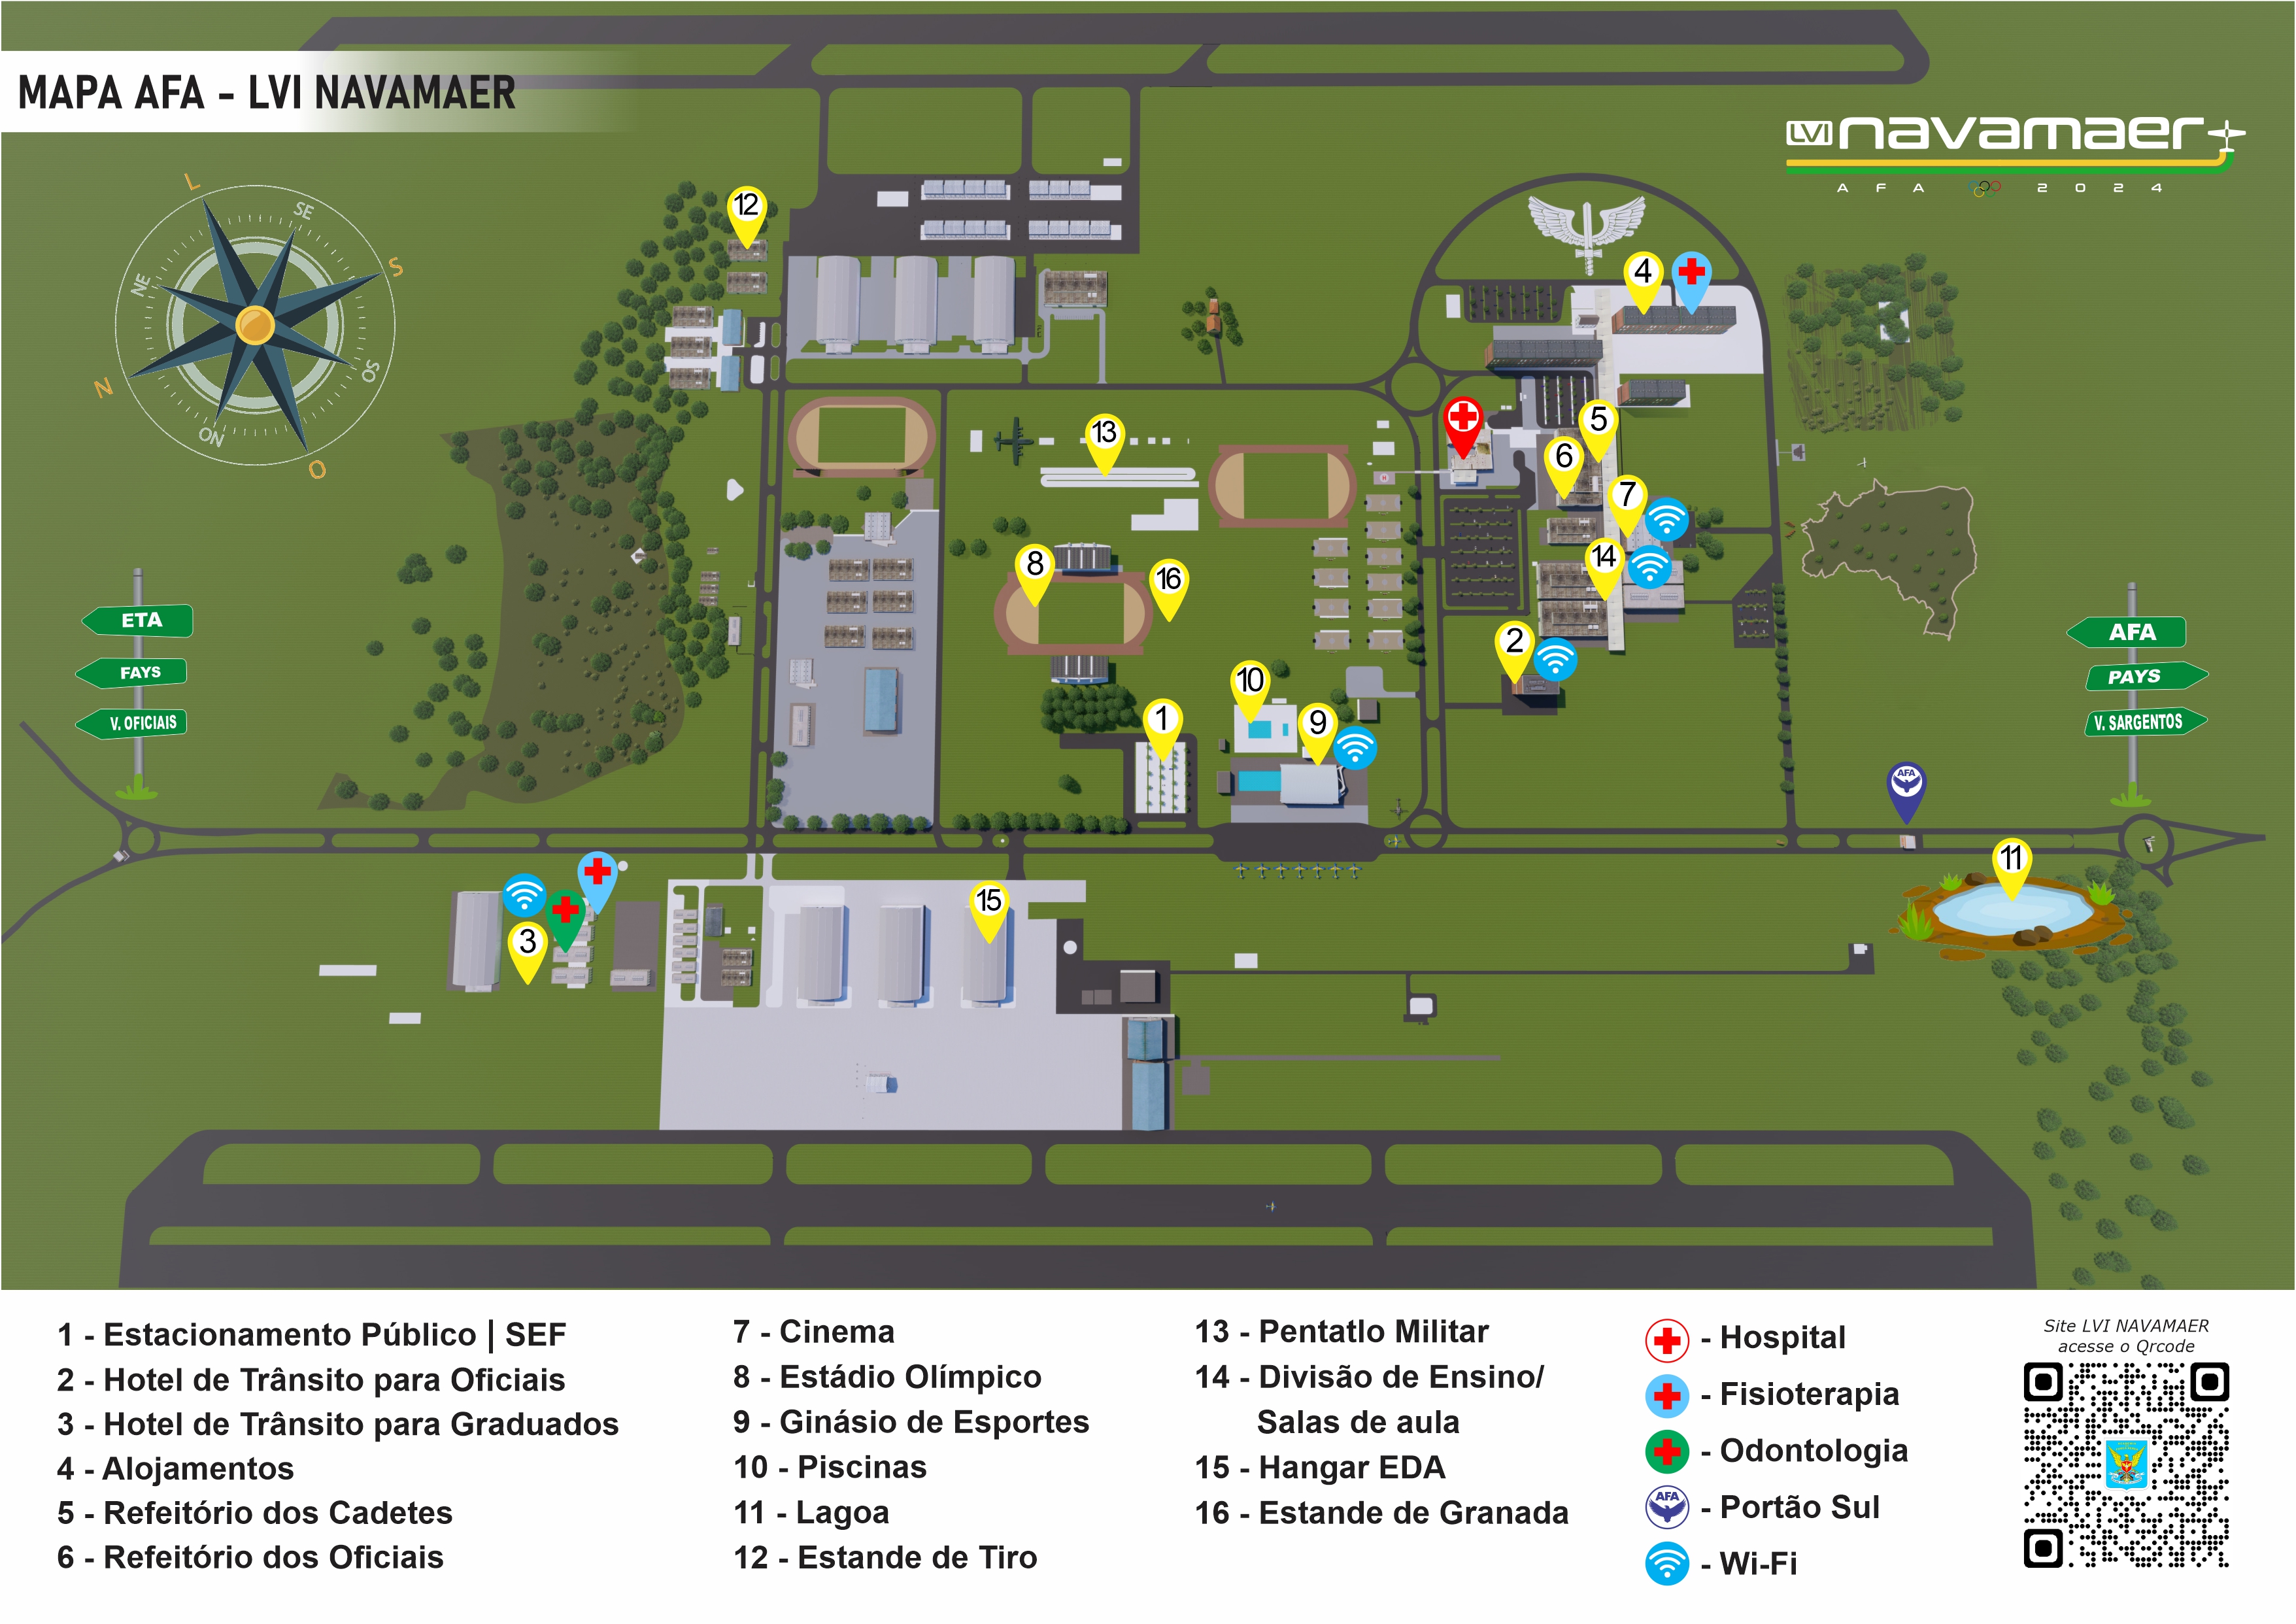 MAPA AFA - LVI NAVAMAER
LVI navamaer
AFA 2024
L
SE
S
SO
O
ON
N
NE
12
4
13
5
6
7
8
16
14
2
10
1
9
ETA
FAYS
V. OFICIAIS
AFA
PAYS
V. SARGENTOS
AFA
11
15
3
H
1 - Estacionamento Público | SEF
2 - Hotel de Trânsito para Oficiais
3 - Hotel de Trânsito para Graduados
4 - Alojamentos
5 - Refeitório dos Cadetes
6 - Refeitório dos Oficiais
7 - Cinema
8 - Estádio Olímpico
9 - Ginásio de Esportes
10 - Piscinas
11 - Lagoa
12 - Estande de Tiro
13 - Pentatlo Militar
14 - Divisão de Ensino/
Salas de aula
15 - Hangar EDA
16 - Estande de Granada
- Hospital
- Fisioterapia
- Odontologia
AFA - Portão Sul
- Wi-Fi
Site LVI NAVAMAER
acesse o Qrcode